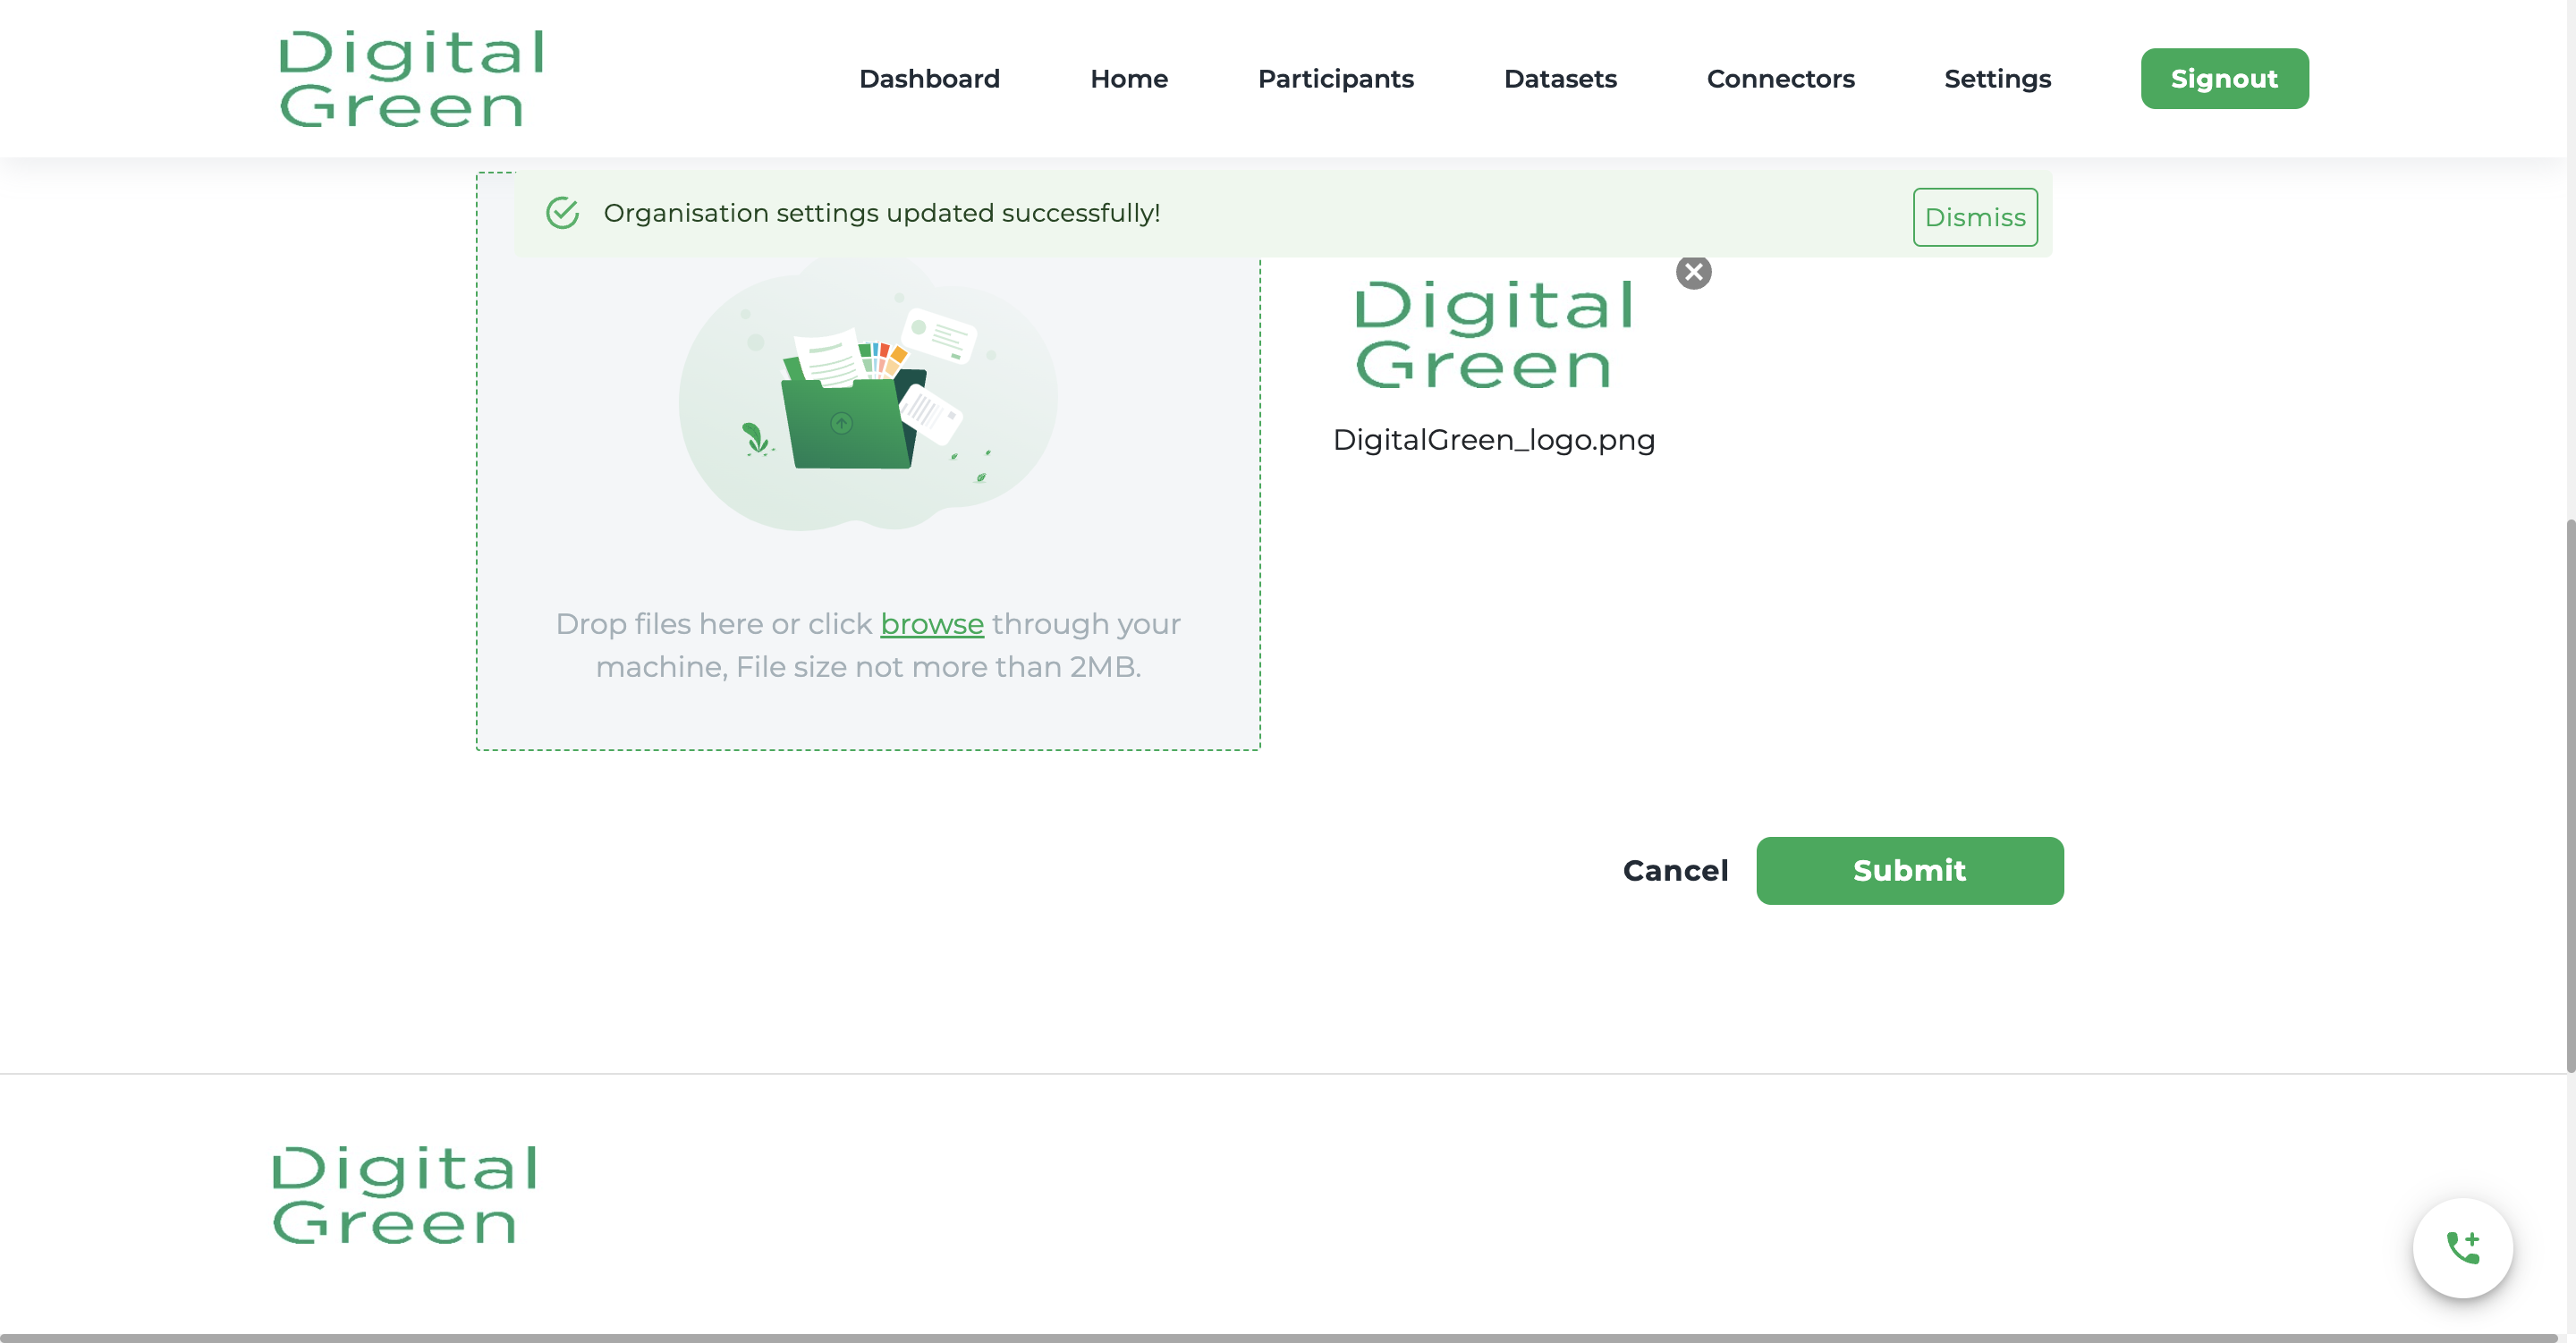 Digital
Green
Dashboard Home Participants Datasets Connectors Settings Signout
Organisation settings updated successfully! Dismiss
Digital
Green
DigitalGreen_logo.png
Drop files here or click browse through your
machine, File size not more than 2MB.
Cancel Submit
Digital
Green